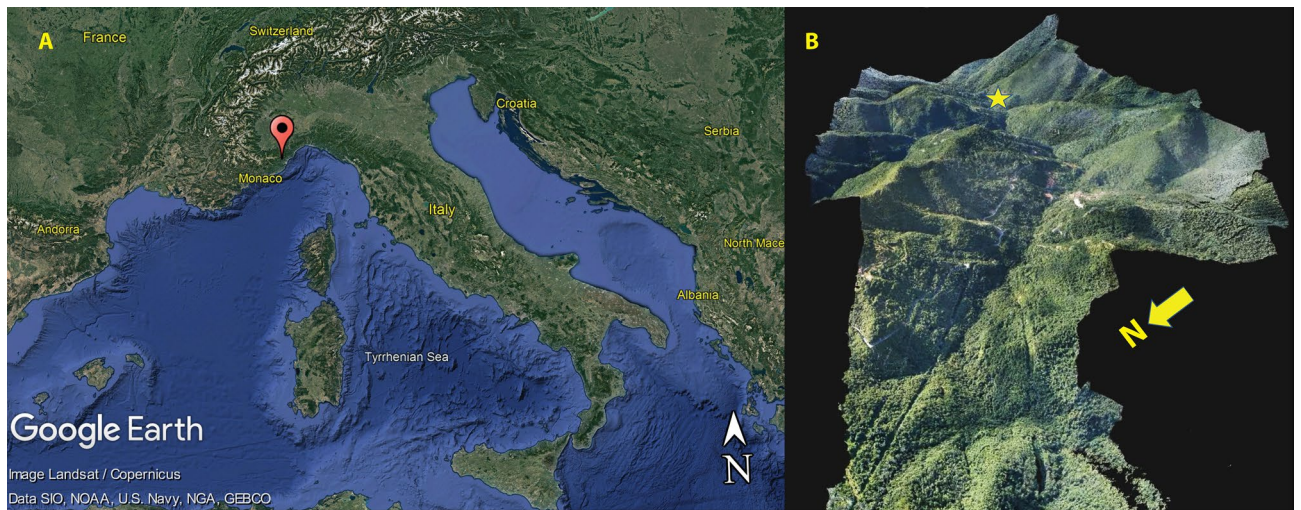 A
France
Switzerland
Croatia
Serbia
Monaco
Italy
Andorra
North Mace
Albania
Tyrrhenian Sea
Google Earth
N
Image Landsat / Copernicus
Data SIO, NOAA, U.S. Navy, NGA, GEBCO
B
N